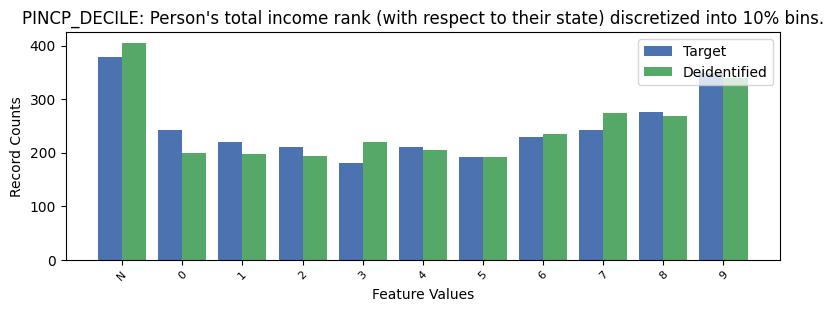 PINCP_DECILE: Person's total income rank (with respect to their state) discretized into 10% bins.
Target
Deidentified
Record Counts
400
300
200
100
0
N 0 1 2 3 4 5 6 7 8 9
Feature Values